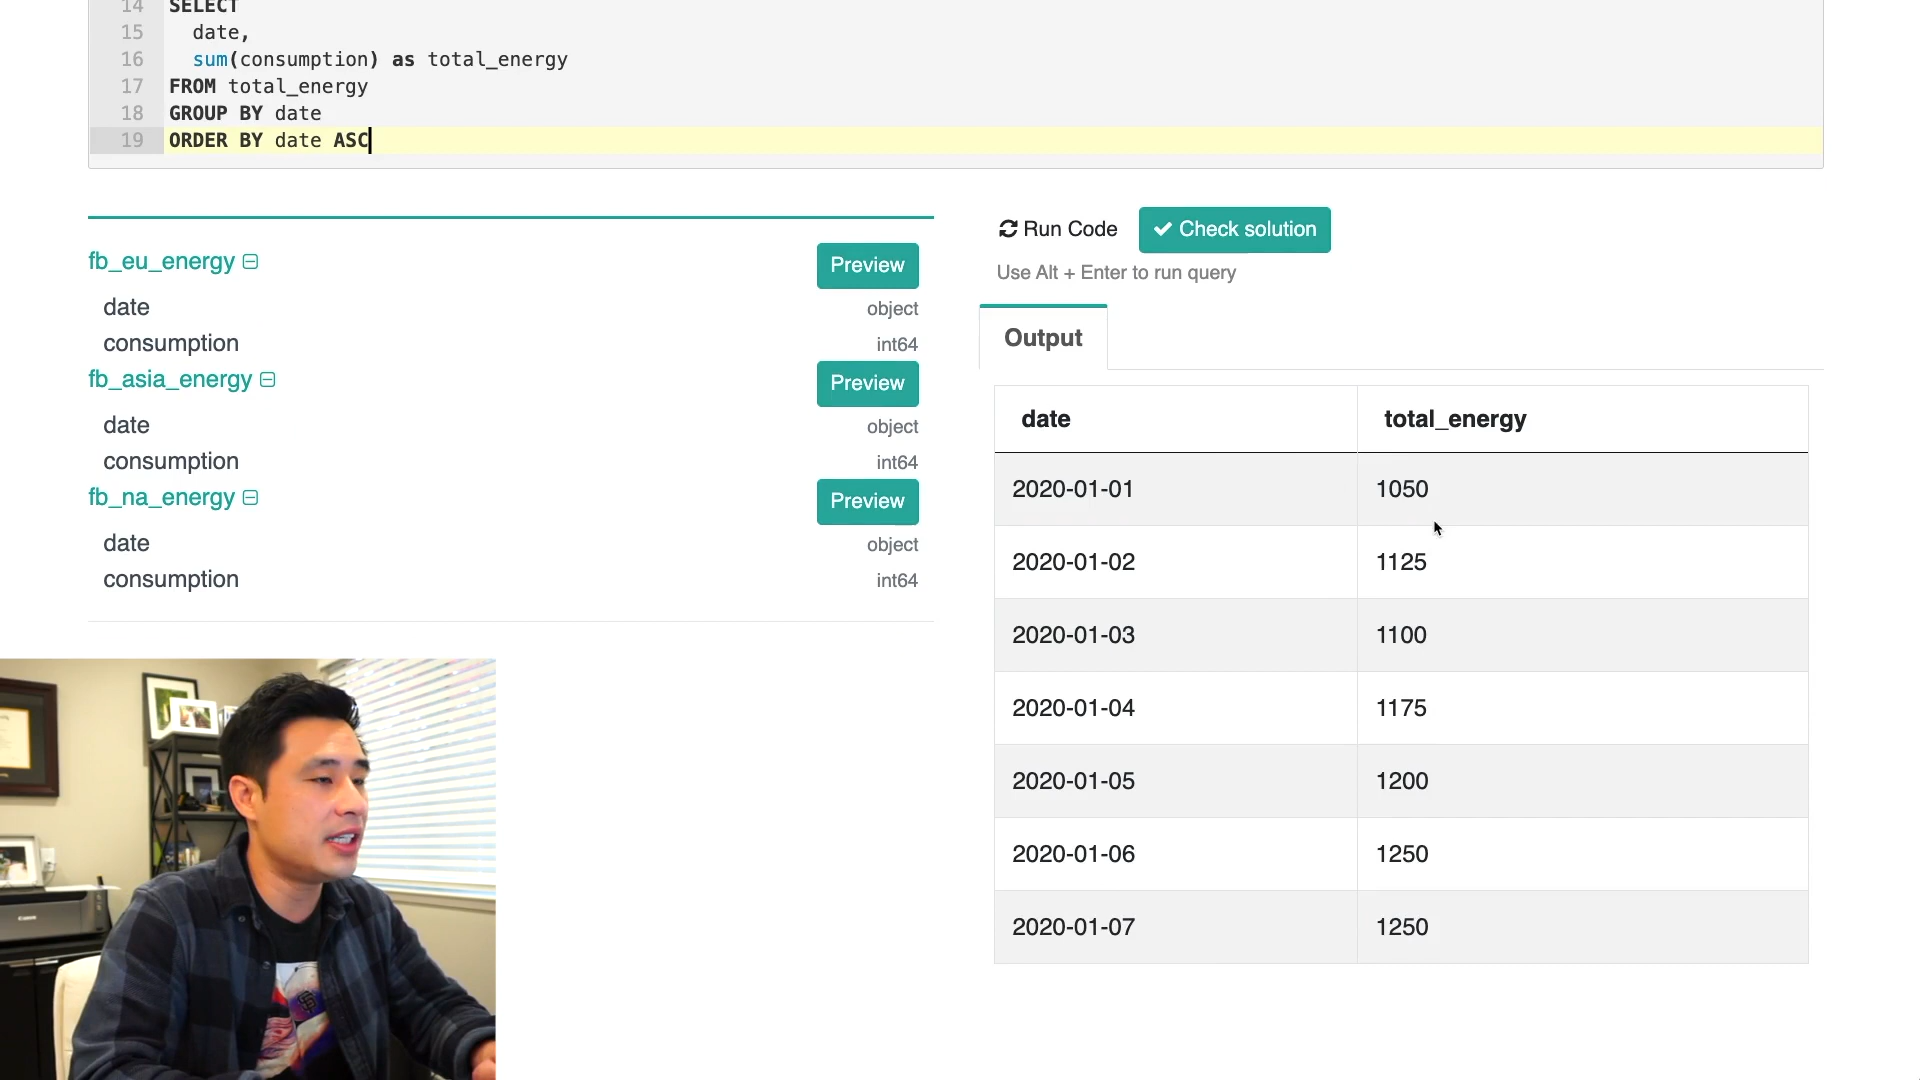 14 SELECT
15 date,
16 sum(consumption) as total_energy
17 FROM total_energy
18 GROUP BY date
19 ORDER BY date ASC
fb_eu_energy
Preview
date object
consumption int64
fb_asia_energy
Preview
date object
consumption int64
fb_na_energy
Preview
date object
consumption int64
Run Code
Check solution
Use Alt + Enter to run query
Output
date total_energy
2020-01-01 1050
2020-01-02 1125
2020-01-03 1100
2020-01-04 1175
2020-01-05 1200
2020-01-06 1250
2020-01-07 1250
Canon